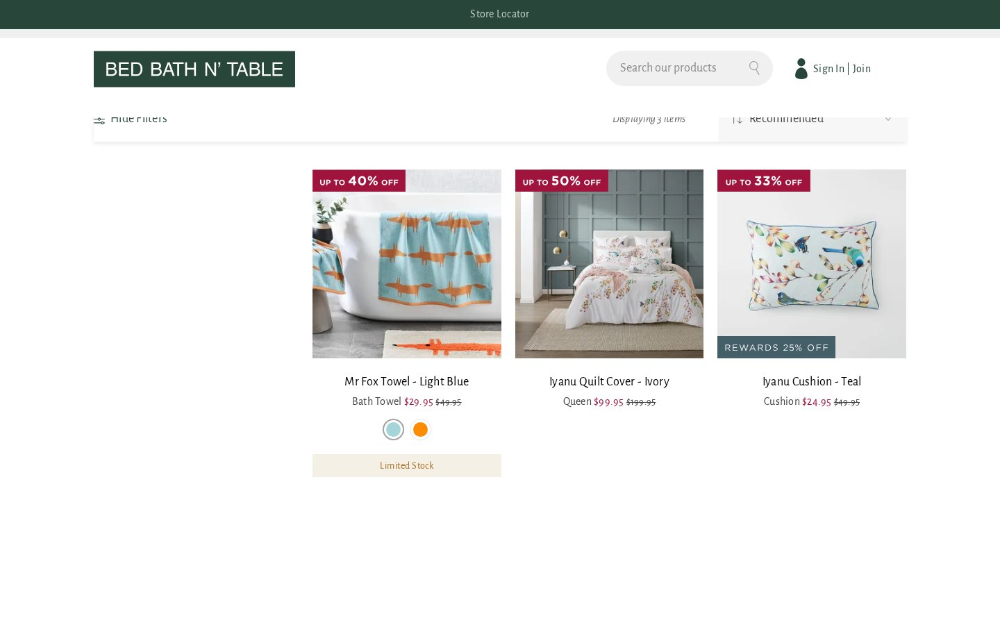 Store Locator
BED BATH N' TABLE
Search our products
Sign In | Join
Hide Filters
Displaying 3 items
Recommended
UP TO 40% OFF
UP TO 50% OFF
UP TO 33% OFF
REWARDS 25% OFF
Mr Fox Towel - Light Blue
Bath Towel $29.95 $49.95
Limited Stock
Iyanu Quilt Cover - Ivory
Queen $99.95 $199.95
Iyanu Cushion - Teal
Cushion $24.95 $49.95